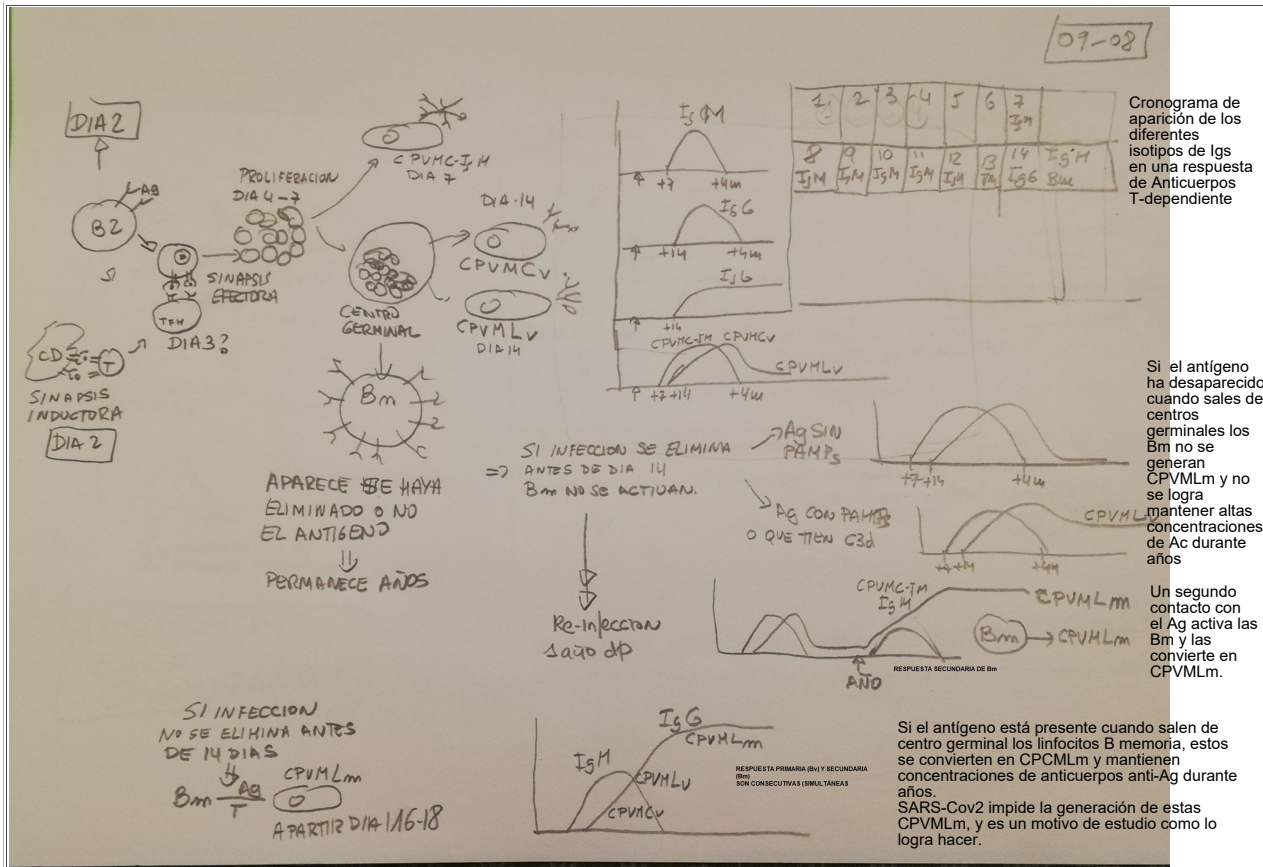 09-08
DIA 2
Ag
B2
SI
PROLIFERACION
DIA 4-7
CPVMC-IgM
DIA 7
SINAPSIS
EFECTORA
TFH
DIA3?
CD
T
SINAPSIS
INDUCTORA
DIA 2
CENTRO
GERMINAL
DIA-14
CPVMCv
CPVMLv
DIA 14
Bm
APARECE SE HAYA
ELIMINADO O NO
EL ANTIGENO
PERMANECE AÑOS
IgM
+7 +4m
IgG
+14 +4m
IgG
+14
CPVMC-IM CPVMCv
CPVMLv
+7 +14 +4m
1 2 3 4 5 6 7
IgM
8 9 10 11 12 13 14 IgM
IgM IgM IgM IgM IgM IgM IgG Bm
Cronograma de
aparición de los
diferentes
isotipos de Igs
en una respuesta
de Anticuerpos
T-dependiente
=> SI INFECCION SE ELIMINA
ANTES DE DIA 14
Bm NO SE ACTIVAN.
Ag SIN
PAMPs
+7 +14 +4m
Ag CON PAMPs
O QUE TIEN C3d
CPVMLv
+7 +14 +4m
Si el antígeno
ha desaparecido
cuando sales de
centros
germinales los
Bm no se
generan
CPVMLm y no
se logra
mantener altas
concentraciones
de Ac durante
años
Re-infeccion
1 año dp
CPVMC-IM
IgM
CPVMLm
Bm → CPVMLm
RESPUESTA SECUNDARIA DE Bm
AÑO
Un segundo
contacto con
el Ag activa las
Bm y las
convierte en
CPVMLm.
SI INFECCION
NO SE ELIMINA ANTES
DE 14 DIAS
Bm Ag CPVMLm
T
A PARTIR DIA 16-18
IgM
IgG
CPVMLm
CPVMLv
CPVMCv
RESPUESTA PRIMARIA (Bv) Y SECUNDARIA
(Bm)
SON CONSECUTIVAS (SIMULTÁNEAS
Si el antígeno está presente cuando salen de
centro germinal los linfocitos B memoria, estos
se convierten en CPCMLm y mantienen
concentraciones de anticuerpos anti-Ag durante
años.
SARS-Cov2 impide la generación de estas
CPVMLm, y es un motivo de estudio como lo
logra hacer.